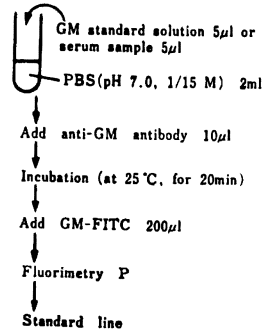 GM standard solution 5μl or
serum sample 5μl
PBS(pH 7.0, 1/15 M) 2ml
Add anti-GM antibody 10μl
Incubation (at 25℃, for 20min)
Add GM-FITC 200μl
Fluorimetry P
Standard line